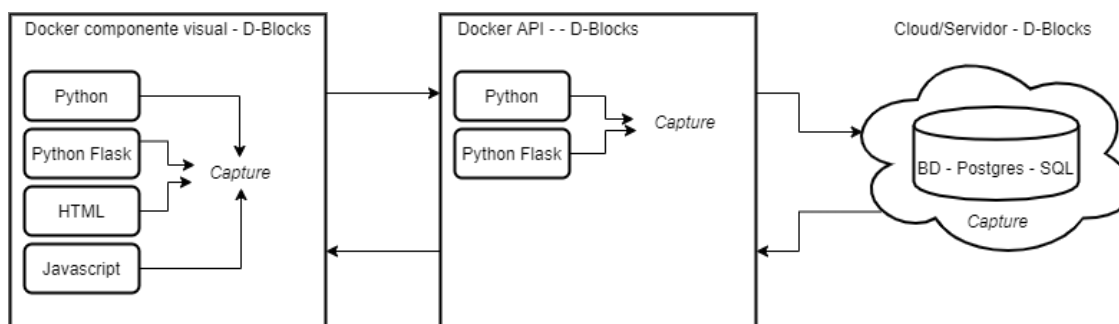 Docker componente visual - D-Blocks
Python
Python Flask
HTML
Javascript
Capture
Docker API - - D-Blocks
Python
Python Flask
Capture
Cloud/Servidor - D-Blocks
BD - Postgres - SQL
Capture